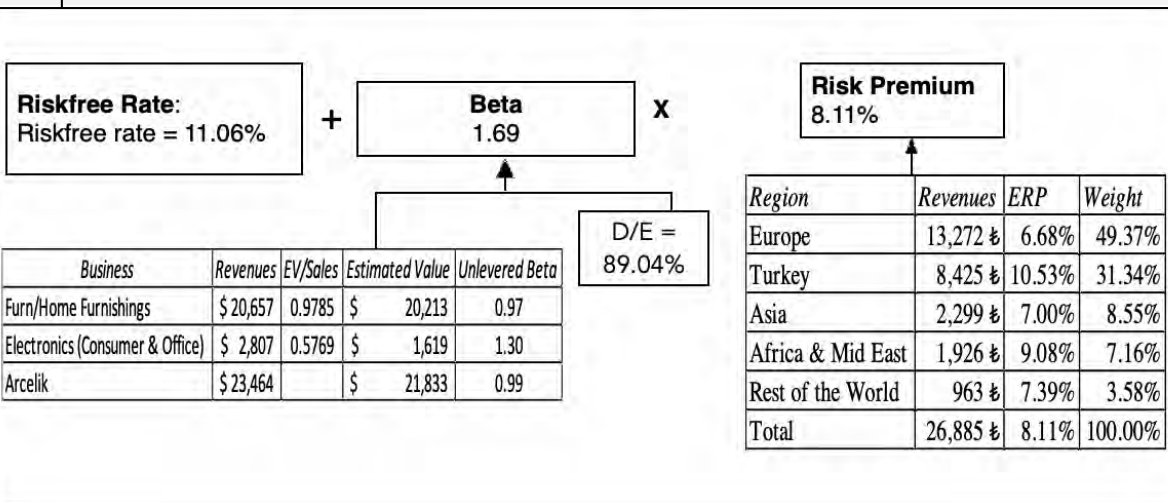 Riskfree Rate:
Riskfree rate = 11.06%
+
Beta
1.69
X
Risk Premium
8.11%
D/E =
89.04%
Business Revenues EV/Sales Estimated Value Unlevered Beta
Furn/Home Furnishings $ 20,657 0.9785 $ 20,213 0.97
Electronics (Consumer & Office) $ 2,807 0.5769 $ 1,619 1.30
Arcelik $ 23,464 $ 21,833 0.99
Region Revenues ERP Weight
Europe 13,272 ₺ 6.68% 49.37%
Turkey 8,425 ₺ 10.53% 31.34%
Asia 2,299 ₺ 7.00% 8.55%
Africa & Mid East 1,926 ₺ 9.08% 7.16%
Rest of the World 963 ₺ 7.39% 3.58%
Total 26,885 ₺ 8.11% 100.00%